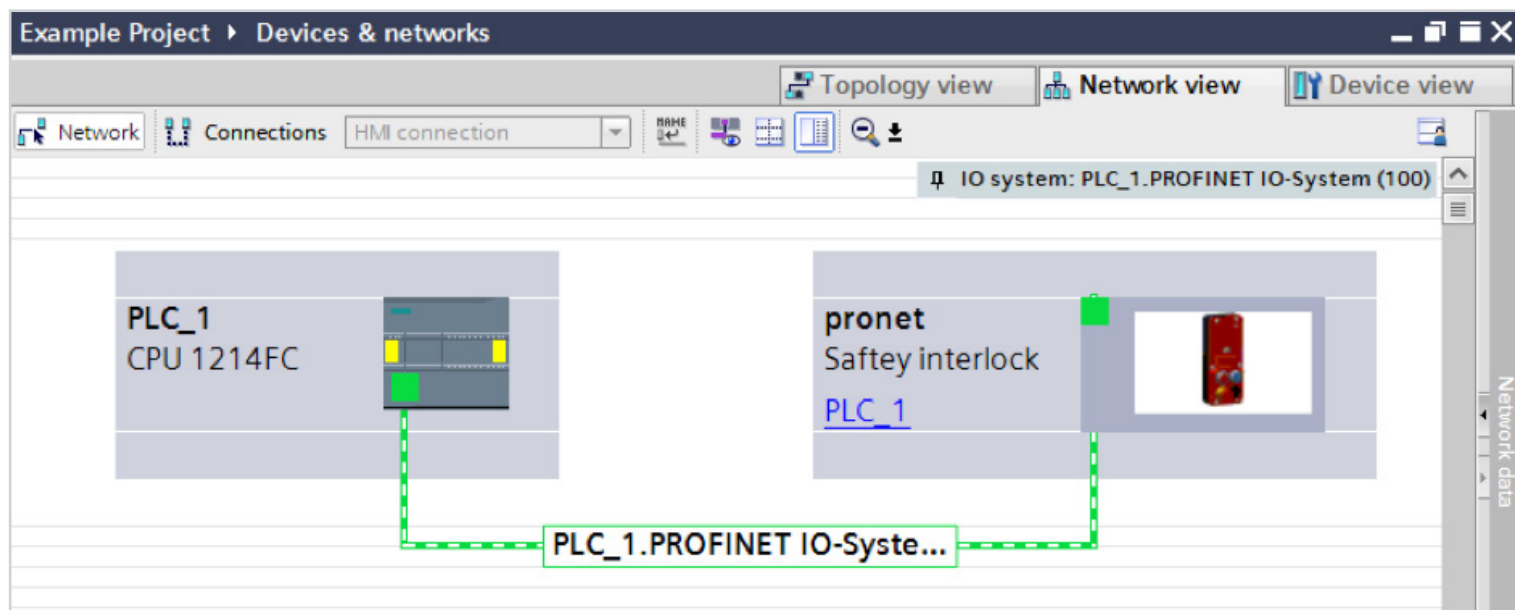 Example Project ▸ Devices & networks
Topology view
Network view
Device view
Network
Connections
HMI connection
NAME
IO system: PLC_1.PROFINET IO-System (100)
PLC_1
CPU 1214FC
pronet
Saftey interlock
PLC_1
PLC_1.PROFINET IO-Syste...
Network data